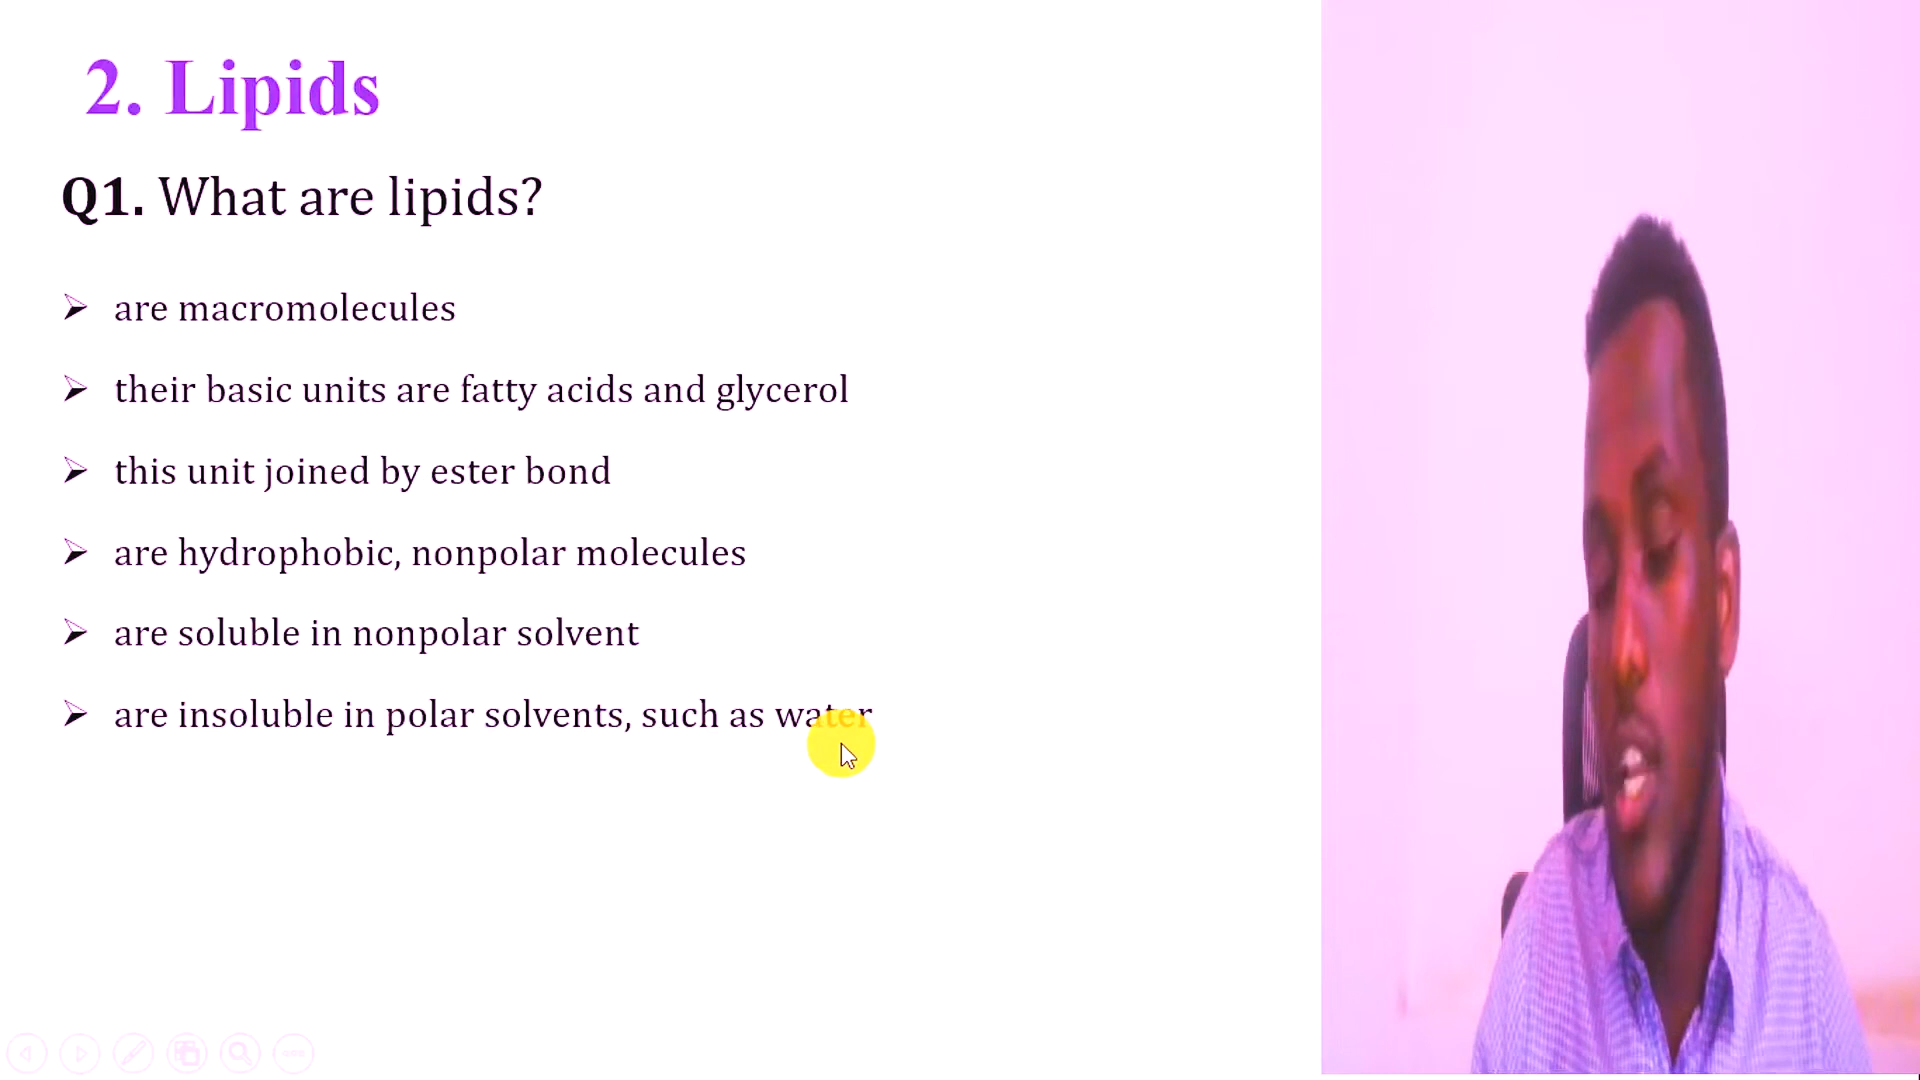 2. Lipids
Q1. What are lipids?
➢ are macromolecules
➢ their basic units are fatty acids and glycerol
➢ this unit joined by ester bond
➢ are hydrophobic, nonpolar molecules
➢ are soluble in nonpolar solvent
➢ are insoluble in polar solvents, such as water